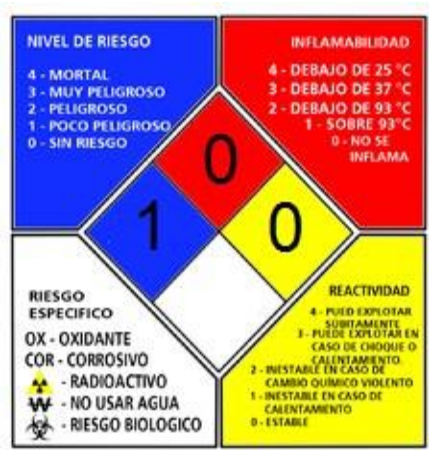 NIVEL DE RIESGO
4 - MORTAL
3 - MUY PELIGROSO
2 - PELIGROSO
1 - POCO PELIGROSO
0 - SIN RIESGO
INFLAMABILIDAD
4 - DEBAJO DE 25 °C
3 - DEBAJO DE 37 °C
2 - DEBAJO DE 93 °C
1 - SOBRE 93°C
0 - NO SE
INFLAMA
0
1
0
RIESGO
ESPECIFICO
OX - OXIDANTE
COR - CORROSIVO
- RADIOACTIVO
W - NO USAR AGUA
- RIESGO BIOLOGICO
REACTIVIDAD
4 - PUED EXPLOTAR
SÚBITAMENTE
3 - PUEDE EXPLOTAR EN
CASO DE CHOQUE O
CALENTAMIENTO.
2 - INESTABLE EN CASO DE
CAMBIO QUÍMICO VIOLENTO
1 - INESTABLE EN CASO DE
CALENTAMIENTO
0 - ESTABLE